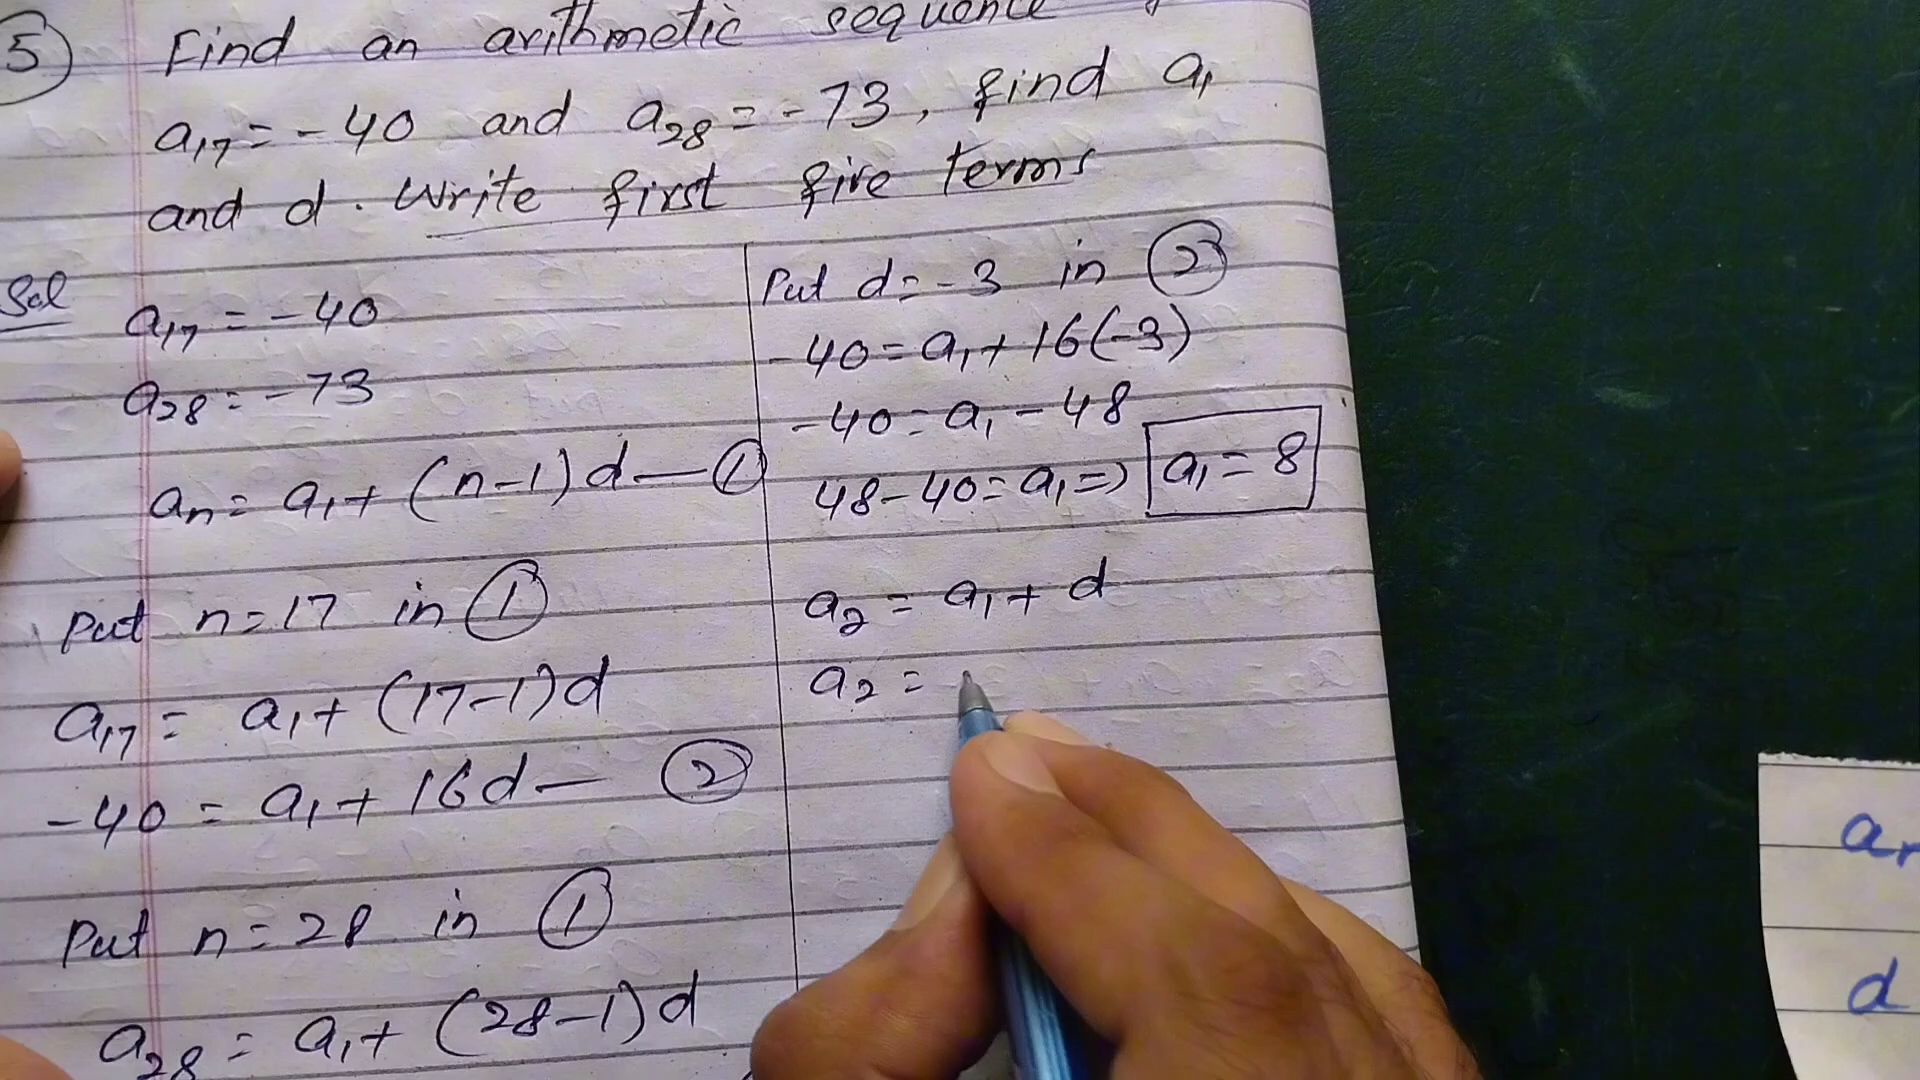 5 Find an arithmetic sequence
a₁₇ = -40 and a₂₈ = -73, find a₁
and d. Write first five terms
Sol
a₁₇ = -40
a₂₈ = -73
aₙ = a₁ + (n-1)d — ①
Put n=17 in ①
a₁₇ = a₁ + (17-1)d
-40 = a₁ + 16d — ②
Put n=28 in ①
a₂₈ = a₁ + (28-1)d
Put d = -3 in ②
-40 = a₁ + 16(-3)
-40 = a₁ - 48
48-40 = a₁ => a₁ = 8
a₂ = a₁ + d
a₂ =
d